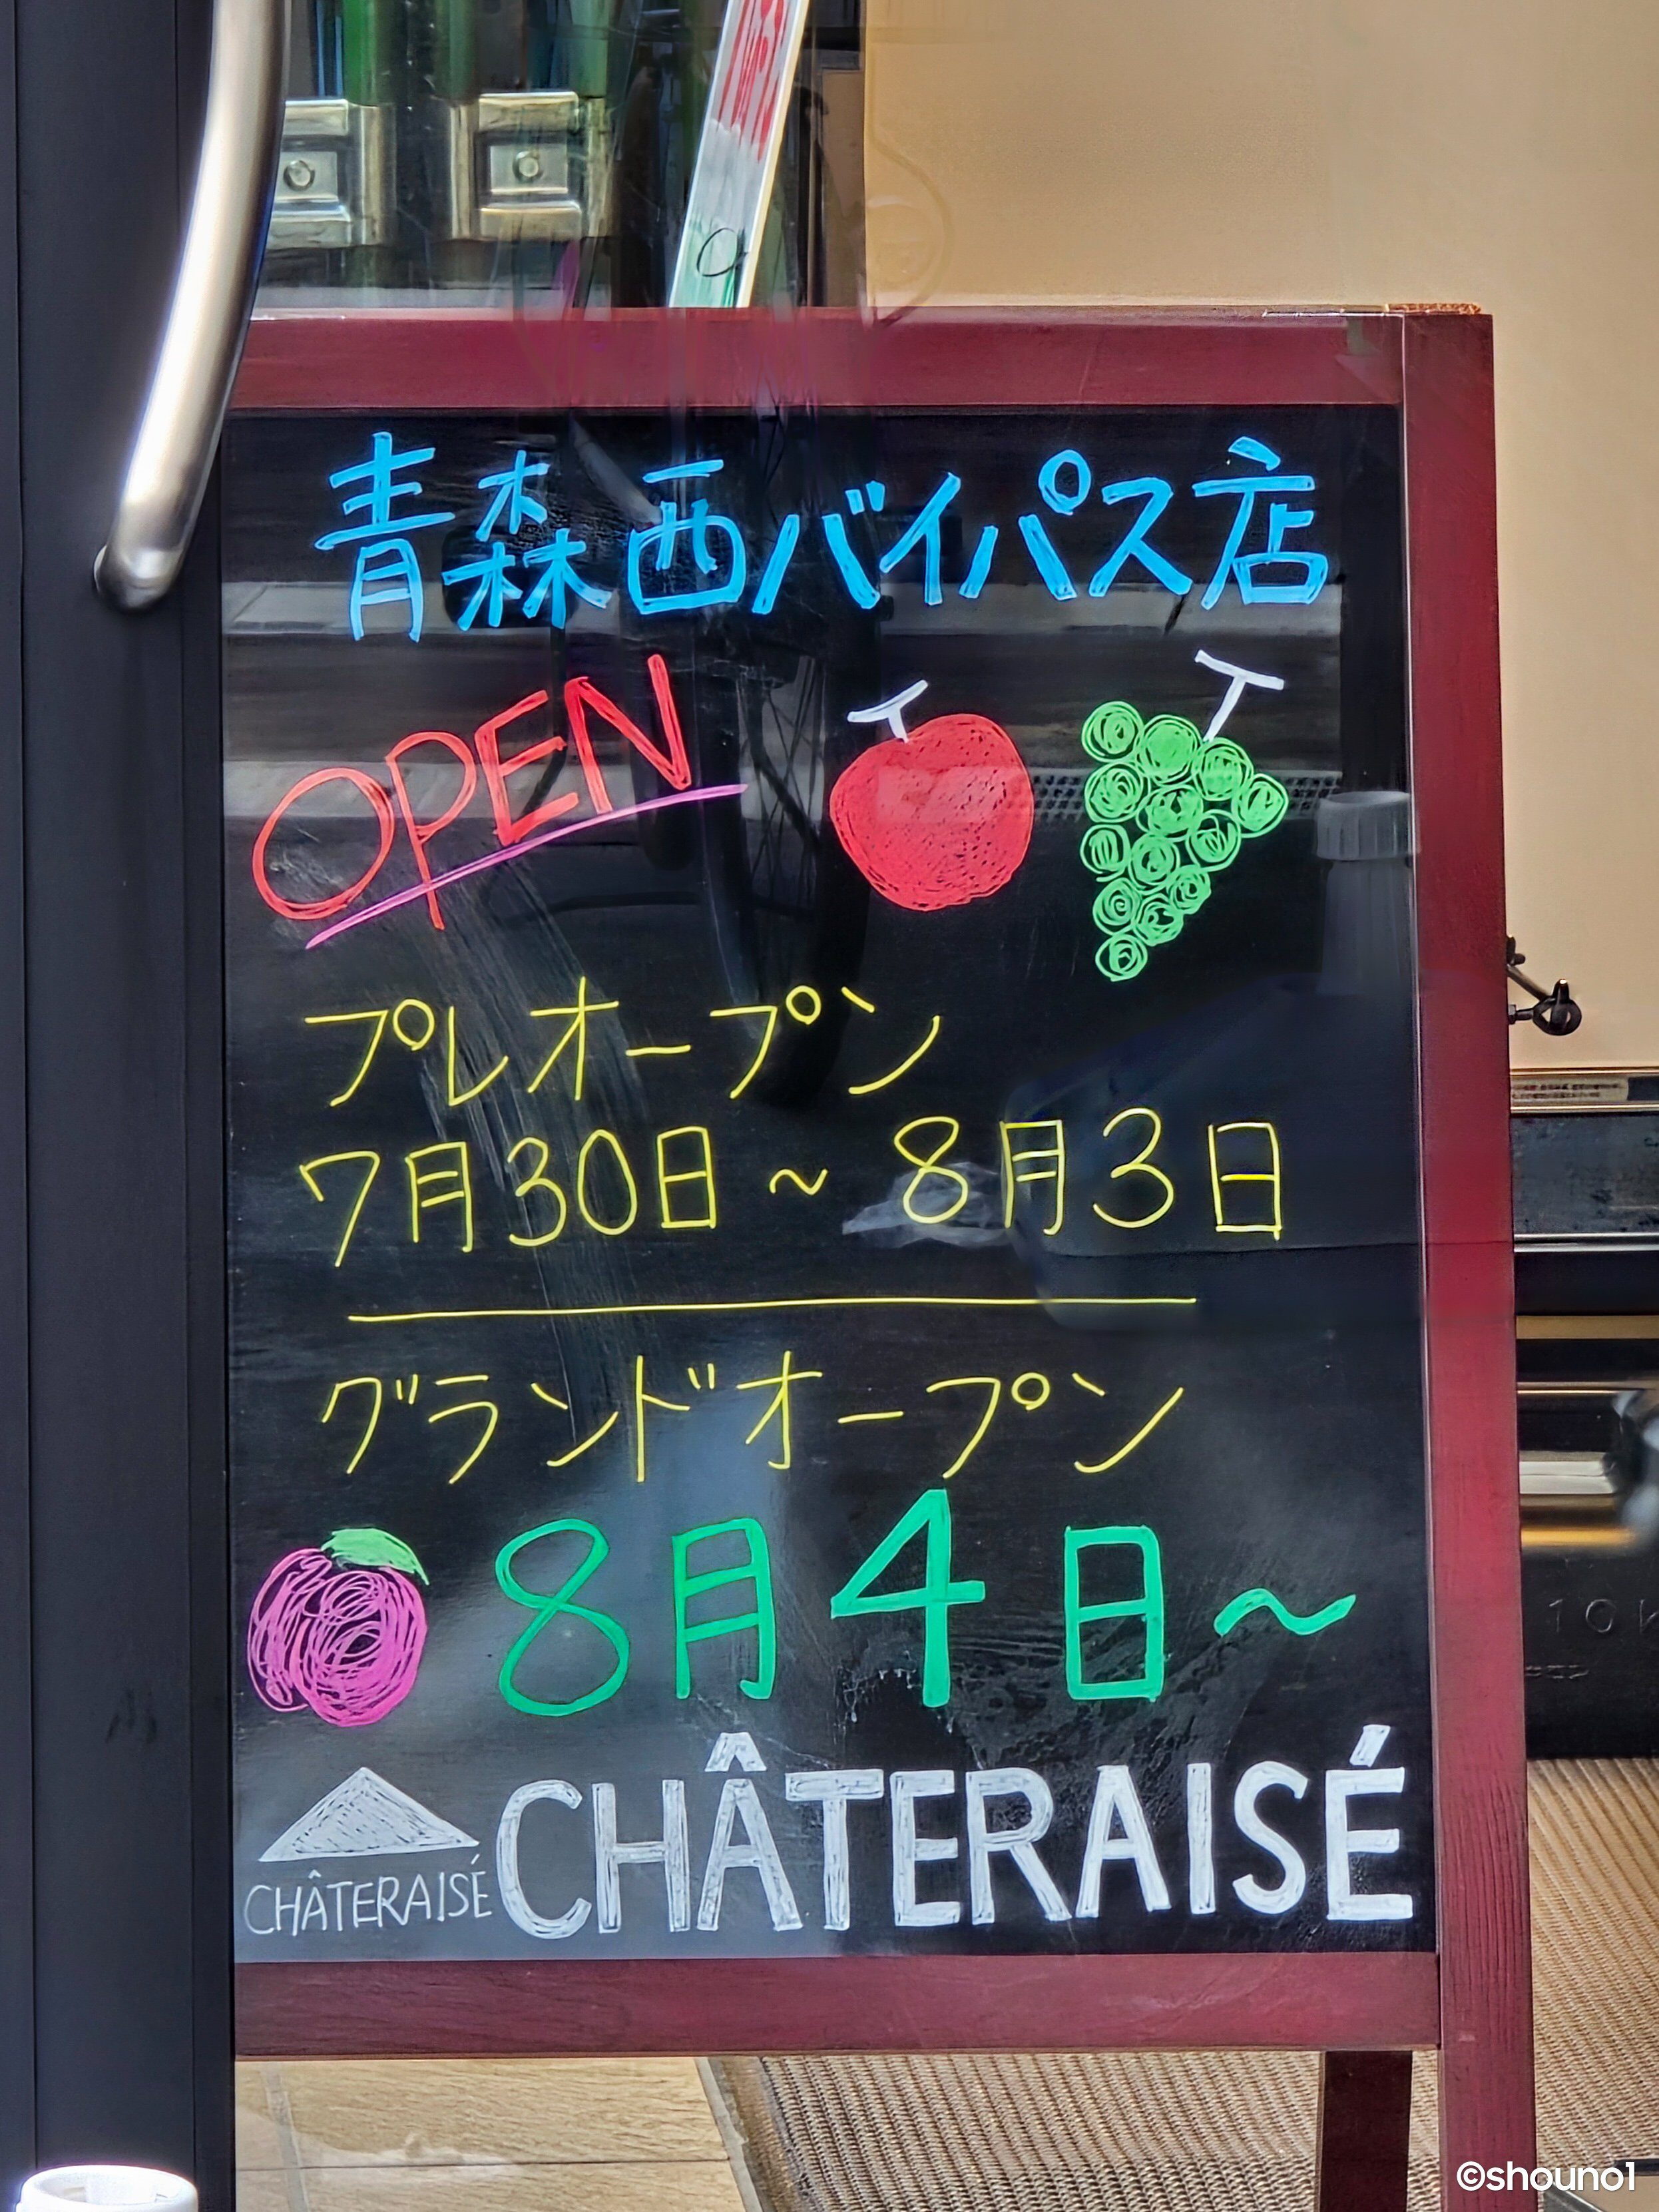 青森西バイパス店
OPEN
プレオープン
7月30日~8月3日
グランドオープン
8月4日~
CHÂTERAISÉ
CHÂTERAISÉ
©shouno1